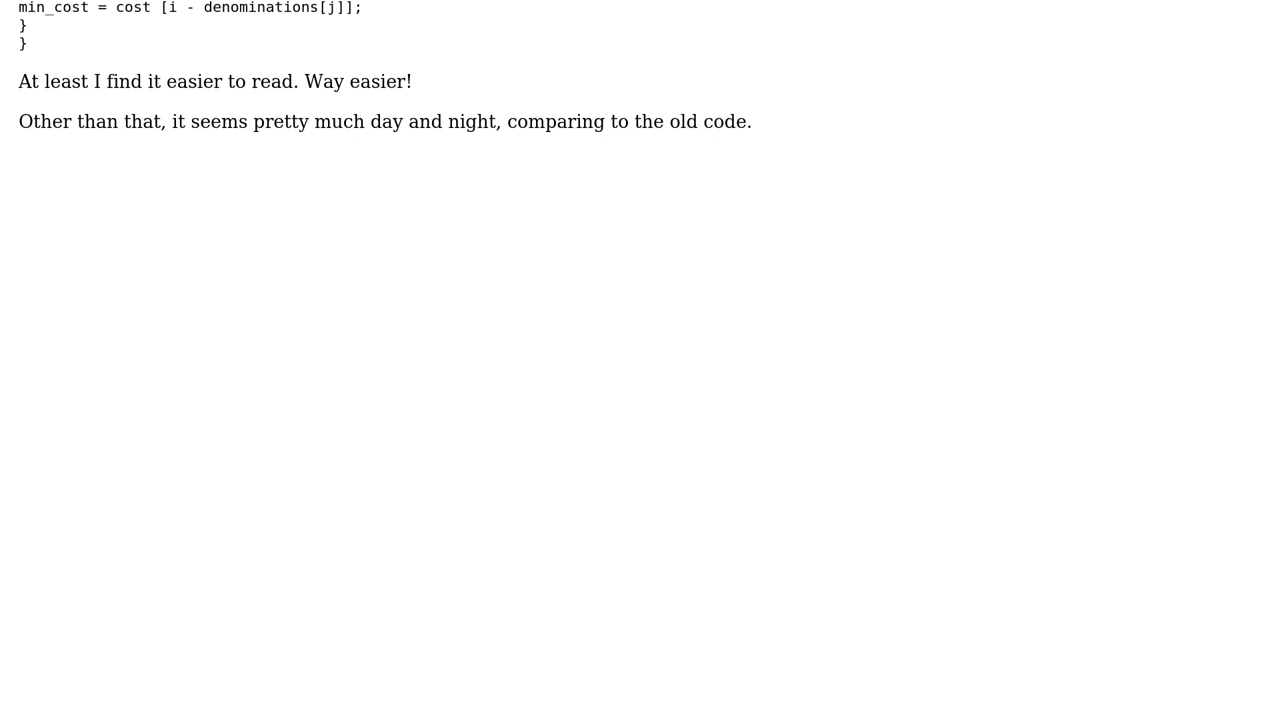 min_cost = cost [i - denominations[j]];
}
}
At least I find it easier to read. Way easier!
Other than that, it seems pretty much day and night, comparing to the old code.